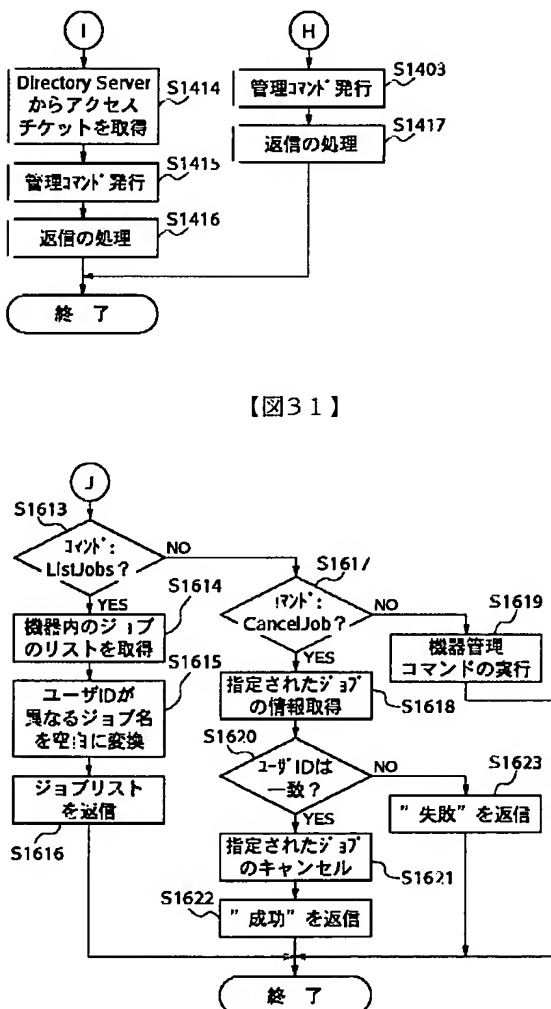 I
H
Directory Server
からアクセス
チケットを取得
S1414
管理コマンド発行
S1403
返信の処理
S1417
管理コマンド発行
S1415
返信の処理
S1416
終 了
【図31】
J
S1613
コマンド:
ListJobs?
NO
YES
S1614
機器内のジョブ
のリストを取得
S1615
ユーザIDが
異なるジョブ名
を空白に変換
ジョブリスト
を返信
S1616
S1617
コマンド:
CancelJob?
NO
YES
S1619
機器管理
コマンドの実行
指定されたジョブ
の情報取得
S1618
S1620
ユーザIDは
一致?
NO
YES
S1623
”失敗”を返信
指定されたジョブ
のキャンセル
S1621
S1622
”成功”を返信
終 了